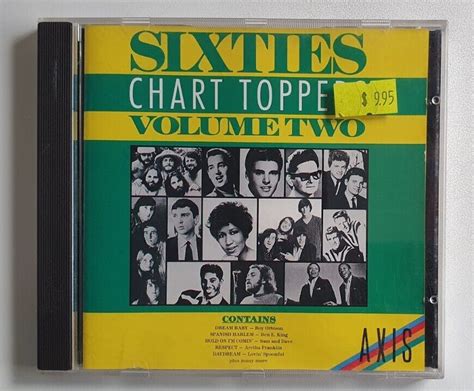 SIXTIES
CHART TOPPE
$ 9.95
VOLUME TWO
CONTAINS
DREAM BABY – Roy Orbison
SPANISH HARLEM – Ben E. King
HOLD ON I'M COMIN' – Sam and Dave
RESPECT – Aretha Franklin
DAYDREAM – Lovin' Spoonful
plus many more
AXIS